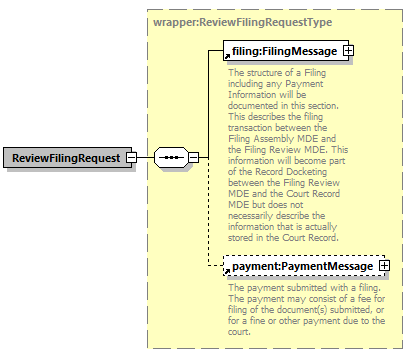 wrapper:ReviewFilingRequestType
filing:FilingMessage
The structure of a Filing
including any Payment
Information will be
documented in this section.
This describes the filing
transaction between the
Filing Assembly MDE and
the Filing Review MDE. This
information will become part
of the Record Docketing
between the Filing Review
MDE and the Court Record
MDE but does not
necessarily describe the
information that is actually
stored in the Court Record.
ReviewFilingRequest
payment:PaymentMessage
The payment submitted with a filing.
The payment may consist of a fee for
filing of the document(s) submitted, or
for a fine or other payment due to the
court.